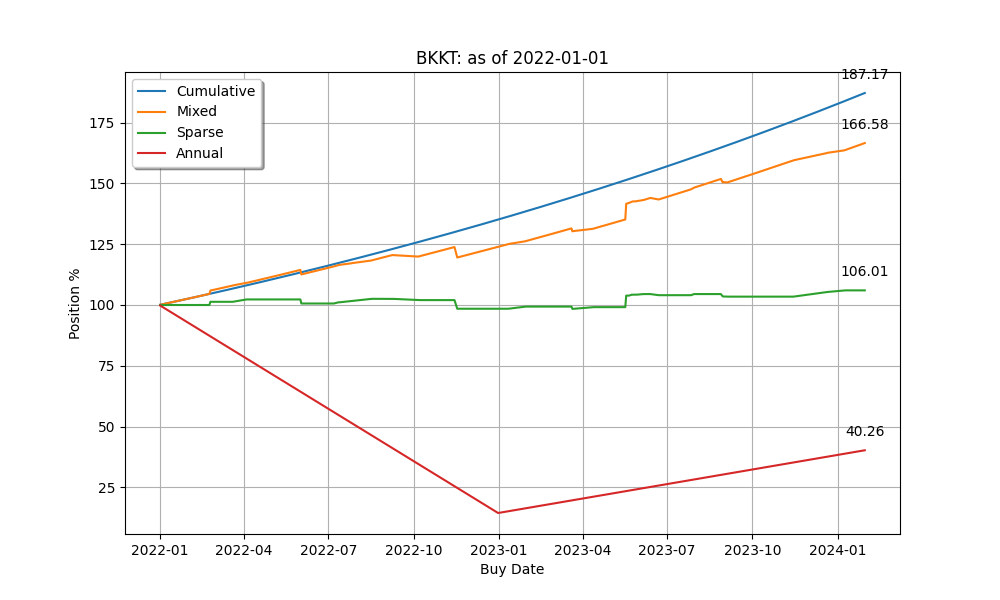 BKKT: as of 2022-01-01
187.17
Cumulative
Mixed
Sparse
Annual
166.58
106.01
40.26
175
150
125
100
75
50
25
Position %
2022-01 2022-04 2022-07 2022-10 2023-01 2023-04 2023-07 2023-10 2024-01
Buy Date